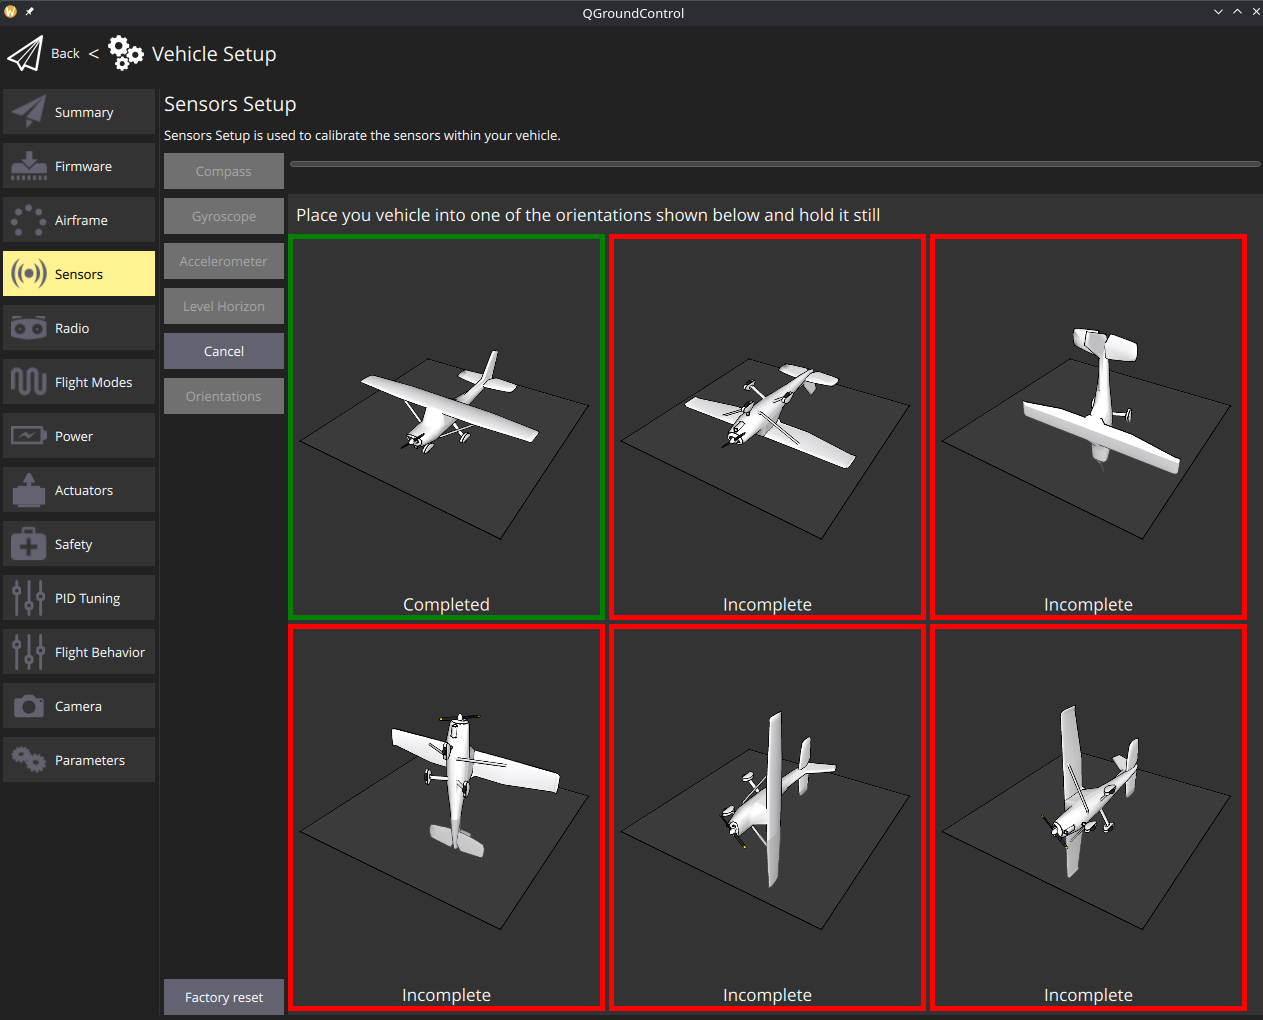 QGroundControl
Back < Vehicle Setup
Summary
Firmware
Airframe
Sensors
Radio
Flight Modes
Power
Actuators
Safety
PID Tuning
Flight Behavior
Camera
Parameters
Sensors Setup
Sensors Setup is used to calibrate the sensors within your vehicle.
Compass
Gyroscope
Accelerometer
Level Horizon
Cancel
Orientations
Factory reset
Place you vehicle into one of the orientations shown below and hold it still
Completed
Incomplete
Incomplete
Incomplete
Incomplete
Incomplete